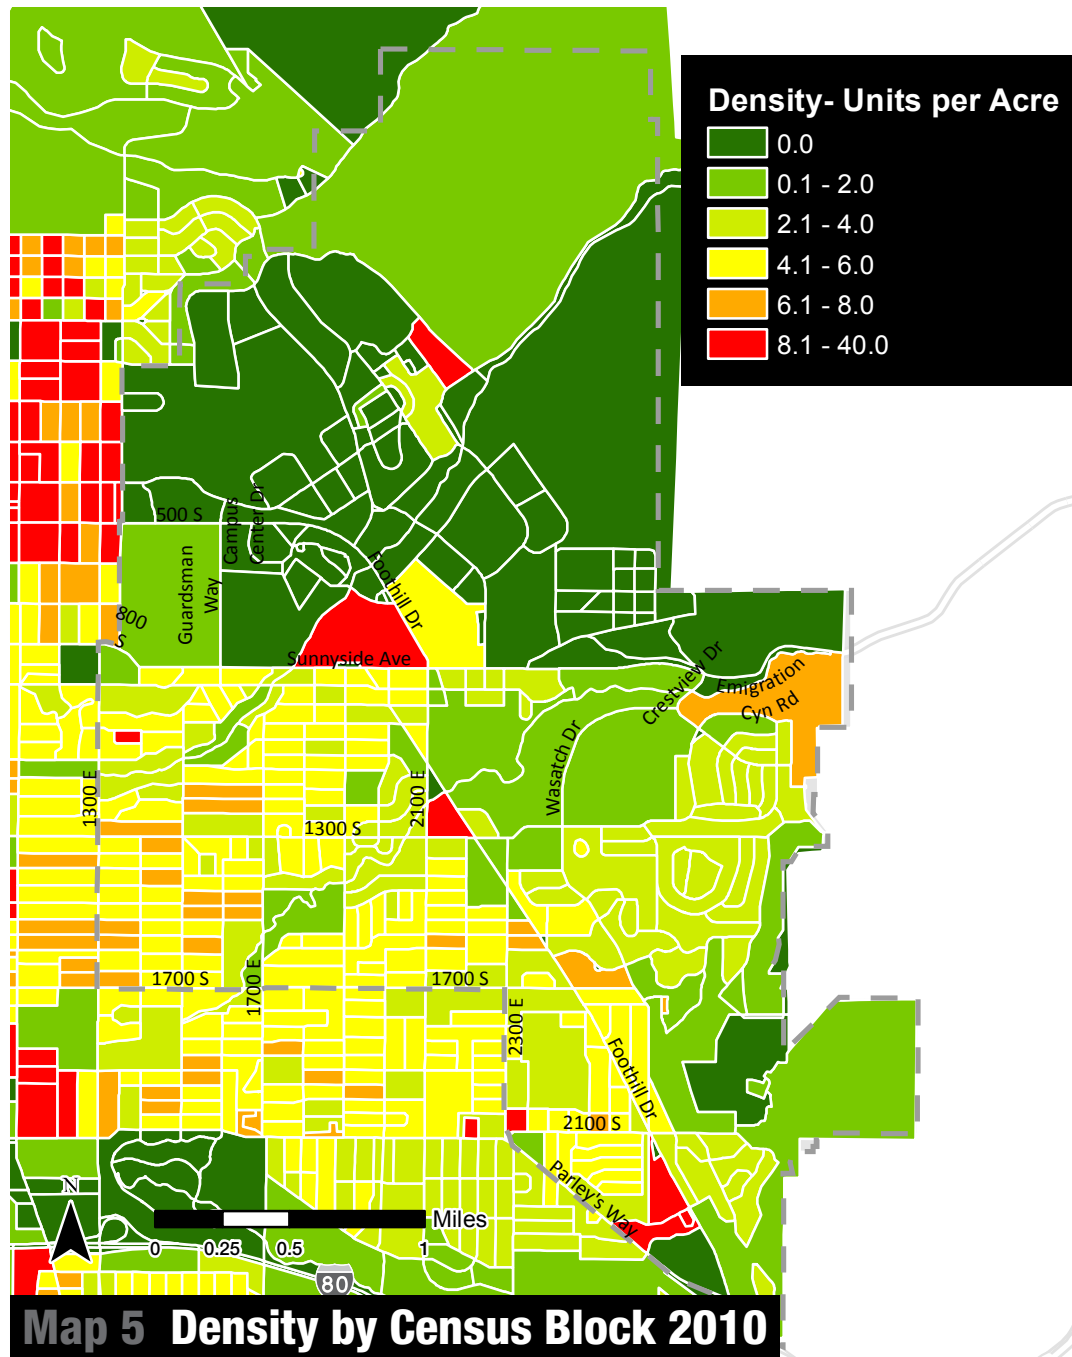 Density- Units per Acre
0.0
0.1 - 2.0
2.1 - 4.0
4.1 - 6.0
6.1 - 8.0
8.1 - 40.0
500 S
Campus
Center Dr
Guardsman
Way
Foothill Dr
800
S
Sunnyside Ave
Crestview Dr
Emigration
Cyn Rd
Wasatch Dr
1300 E
2100 E
1300 S
1700 S
1700 S
1700 E
2300 E
Foothill Dr
2100 S
Parley's Way
N
Miles
0 0.25 0.5 1
80
Map 5 Density by Census Block 2010